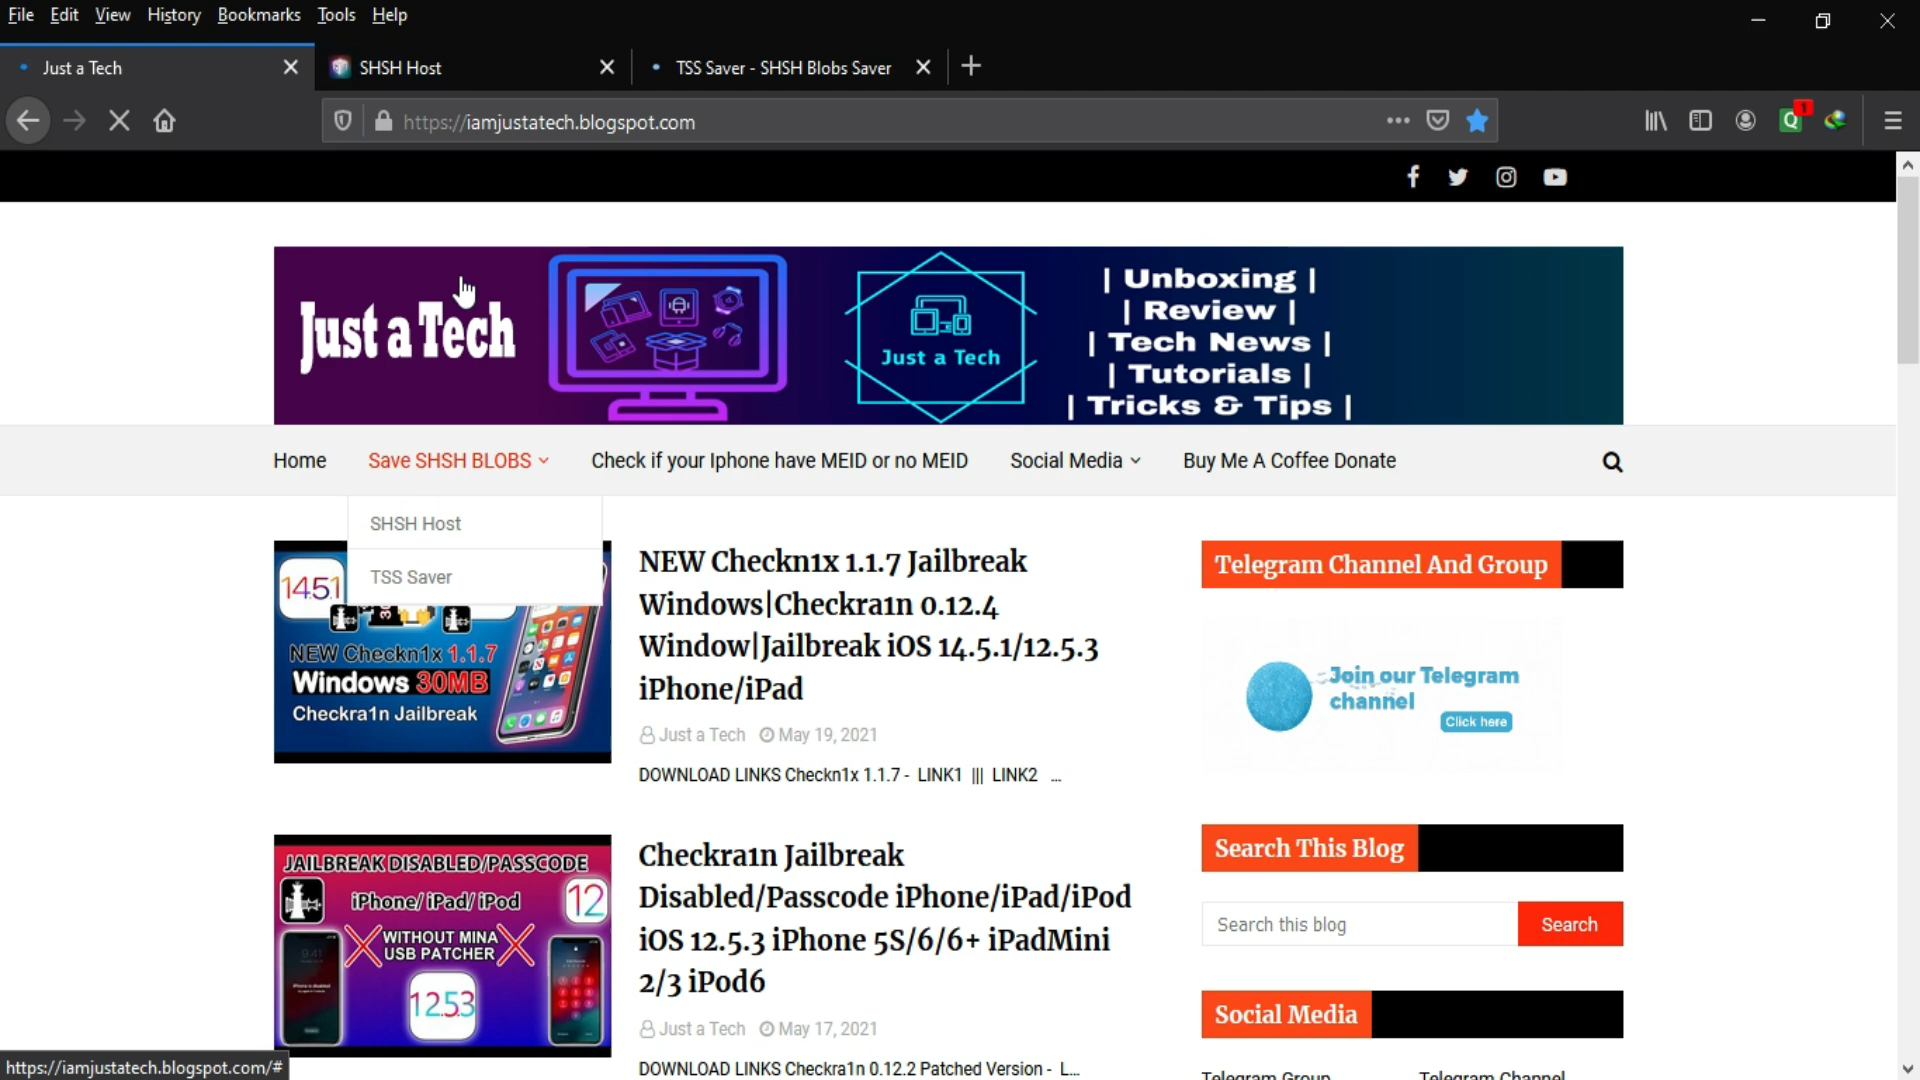 File Edit View History Bookmarks Tools Help
Just a Tech
SHSH Host
TSS Saver - SHSH Blobs Saver
https://iamjustatech.blogspot.com
Q 1
Just a Tech
Just a Tech
| Unboxing |
| Review |
| Tech News |
| Tutorials |
| Tricks & Tips |
Home
Save SHSH BLOBS
Check if your Iphone have MEID or no MEID
Social Media
Buy Me A Coffee Donate
SHSH Host
TSS Saver
14.5.1
NEW Checkn1x 1.1.7
Windows 30MB
Checkra1n Jailbreak
NEW Checkn1x 1.1.7 Jailbreak
Windows|Checkra1n 0.12.4
Window|Jailbreak iOS 14.5.1/12.5.3
iPhone/iPad
Just a Tech May 19, 2021
DOWNLOAD LINKS Checkn1x 1.1.7 - LINK1 ||| LINK2 ...
Telegram Channel And Group
Join our Telegram
channel
Click here
JAILBREAK DISABLED/PASSCODE
iPhone/ iPad/ iPod
12
WITHOUT MINA
USB PATCHER
12.5.3
Checkra1n Jailbreak
Disabled/Passcode iPhone/iPad/iPod
iOS 12.5.3 iPhone 5S/6/6+ iPadMini
2/3 iPod6
Just a Tech May 17, 2021
DOWNLOAD LINKS Checkra1n 0.12.2 Patched Version - L...
Search This Blog
Search this blog
Search
Social Media
Telegram Group
Telegram Channel
https://iamjustatech.blogspot.com/#